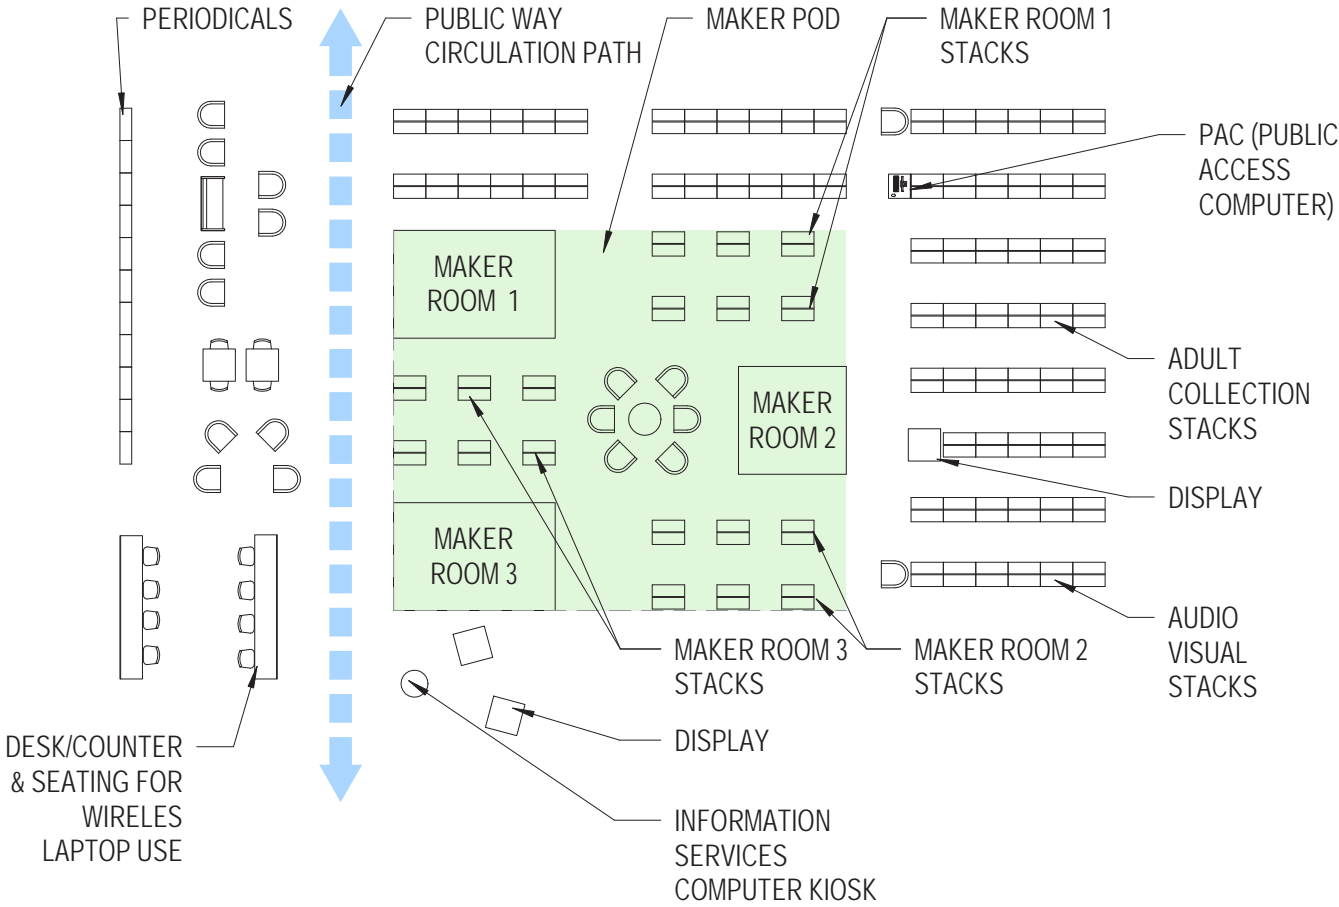 PERIODICALS
PUBLIC WAY
CIRCULATION PATH
MAKER POD
MAKER ROOM 1
STACKS
PAC (PUBLIC
ACCESS
COMPUTER)
MAKER
ROOM 1
ADULT
COLLECTION
STACKS
MAKER
ROOM 2
DISPLAY
MAKER
ROOM 3
AUDIO
VISUAL
STACKS
MAKER ROOM 3
STACKS
MAKER ROOM 2
STACKS
DISPLAY
DESK/COUNTER
& SEATING FOR
WIRELES
LAPTOP USE
INFORMATION
SERVICES
COMPUTER KIOSK